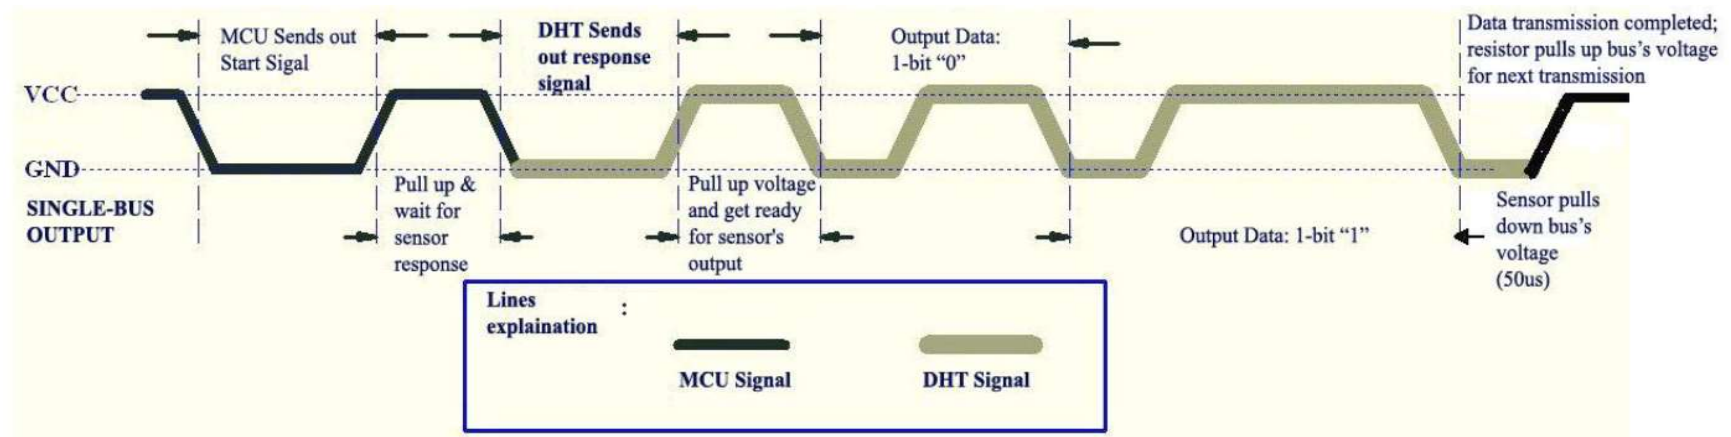 MCU Sends out
Start Sigal
DHT Sends
out response
signal
Output Data:
1-bit “0”
Data transmission completed;
resistor pulls up bus’s voltage
for next transmission
VCC
GND
SINGLE-BUS
OUTPUT
Pull up &
wait for
sensor
response
Pull up voltage
and get ready
for sensor's
output
Output Data: 1-bit “1”
Sensor pulls
down bus’s
voltage
(50us)
Lines
explaination :
MCU Signal
DHT Signal